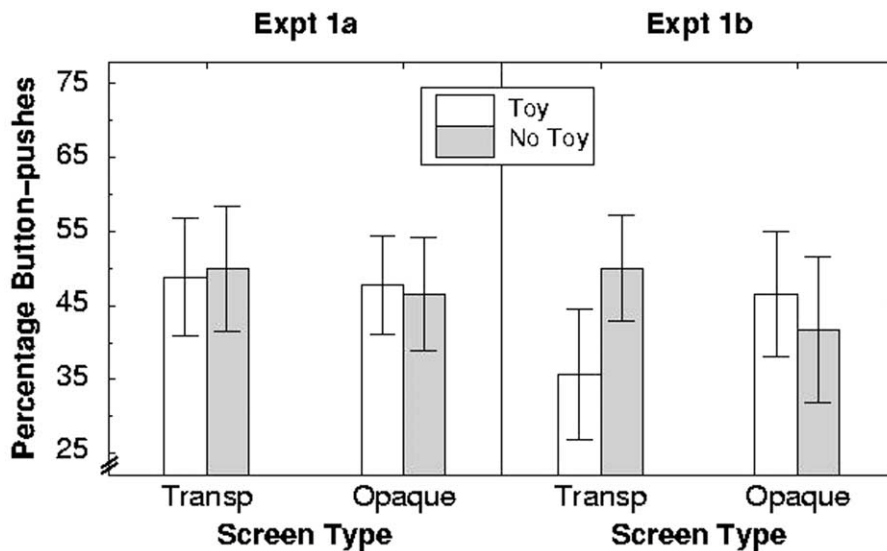 Expt 1a
Expt 1b
Percentage Button-pushes
75
65
55
45
35
25
Toy
No Toy
Transp
Opaque
Transp
Opaque
Screen Type
Screen Type